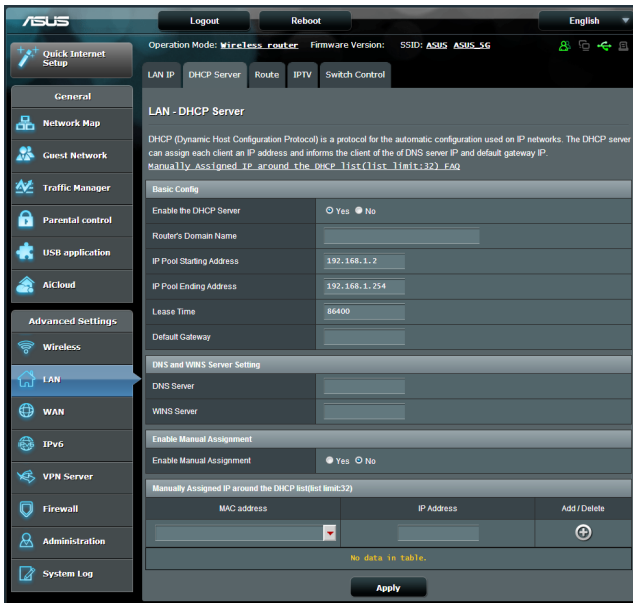 ASUS
Logout
Reboot
English
Quick Internet
Setup
Operation Mode: Wireless router Firmware Version: SSID: ASUS ASUS_5G
LAN IP
DHCP Server
Route
IPTV
Switch Control
General
Network Map
Guest Network
Traffic Manager
Parental control
USB application
AiCloud
Advanced Settings
Wireless
LAN
WAN
IPv6
VPN Server
Firewall
Administration
System Log
LAN - DHCP Server
DHCP (Dynamic Host Configuration Protocol) is a protocol for the automatic configuration used on IP networks. The DHCP server
can assign each client an IP address and informs the client of the of DNS server IP and default gateway IP.
Manually Assigned IP around the DHCP list(list limit:32) FAQ
Basic Config
Enable the DHCP Server Yes No
Router's Domain Name
IP Pool Starting Address 192.168.1.2
IP Pool Ending Address 192.168.1.254
Lease Time 86400
Default Gateway
DNS and WINS Server Setting
DNS Server
WINS Server
Enable Manual Assignment
Enable Manual Assignment Yes No
Manually Assigned IP around the DHCP list(list limit:32)
MAC address IP Address Add / Delete
No data in table.
Apply